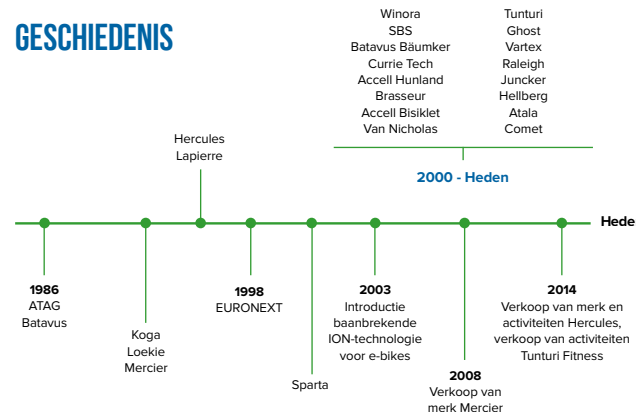 GESCHIEDENIS
Winora
SBS
Batavus Bäumker
Currie Tech
Accell Hunland
Brasseur
Accell Bisiklet
Van Nicholas
Tunturi
Ghost
Vartex
Raleigh
Juncker
Hellberg
Atala
Comet
2000 - Heden
Hercules
Lapierre
Hede
1986
ATAG
Batavus
Koga
Loekie
Mercier
1998
EURONEXT
Sparta
2003
Introductie
baanbrekende
ION-technologie
voor e-bikes
2008
Verkoop van
merk Mercier
2014
Verkoop van merk en
activiteiten Hercules,
verkoop van activiteiten
Tunturi Fitness